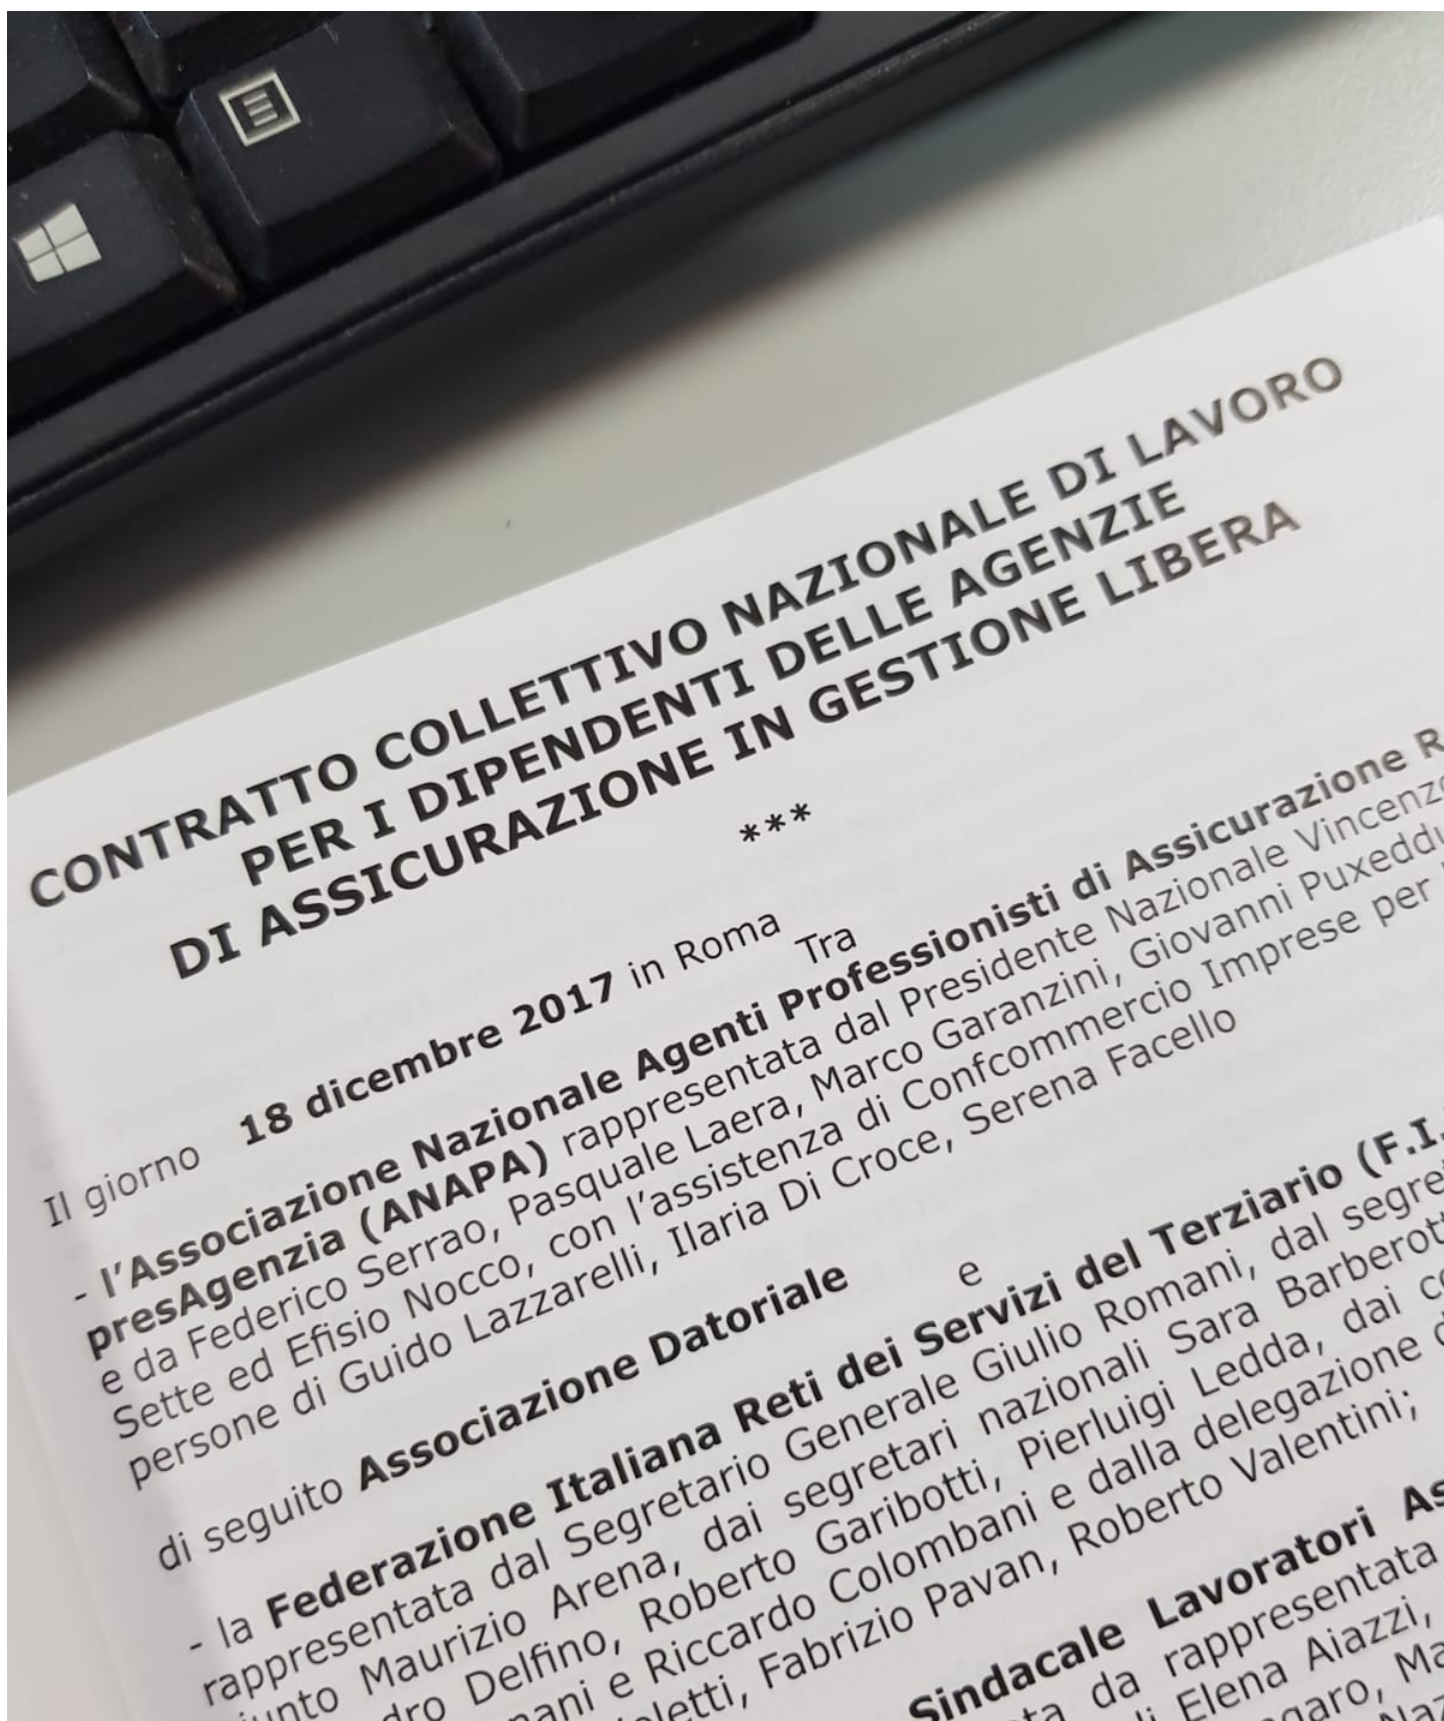 CONTRATTO COLLETTIVO NAZIONALE DI LAVORO
PER I DIPENDENTI DELLE AGENZIE
DI ASSICURAZIONE IN GESTIONE LIBERA
***
Il giorno 18 dicembre 2017 in Roma
Tra
- l'Associazione Nazionale Agenti Professionisti di Assicurazione
presAgenzia (ANAPA) rappresentata dal Presidente Nazionale Vincenzo
e da Federico Serrao, Pasquale Laera, Marco Garanzini, Giovanni Puxeddu
Sette ed Efisio Nocco, con l'assistenza di Confcommercio Imprese per
persone di Guido Lazzarelli, Ilaria Di Croce, Serena Facello
di seguito Associazione Datoriale
e
- la Federazione Italiana Reti dei Servizi del Terziario (F.I.
rappresentata dal Segretario Generale Giulio Romani, dal
Maurizio Arena, dai segretari nazionali Sara
Delfino, Roberto Garibotti, Pierluigi Ledda, dai
e Riccardo Colombani e dalla delegazione
Fabrizio Pavan, Roberto Valentini;
Sindacale Lavoratori
da rappresentata
Elena Aiazzi,